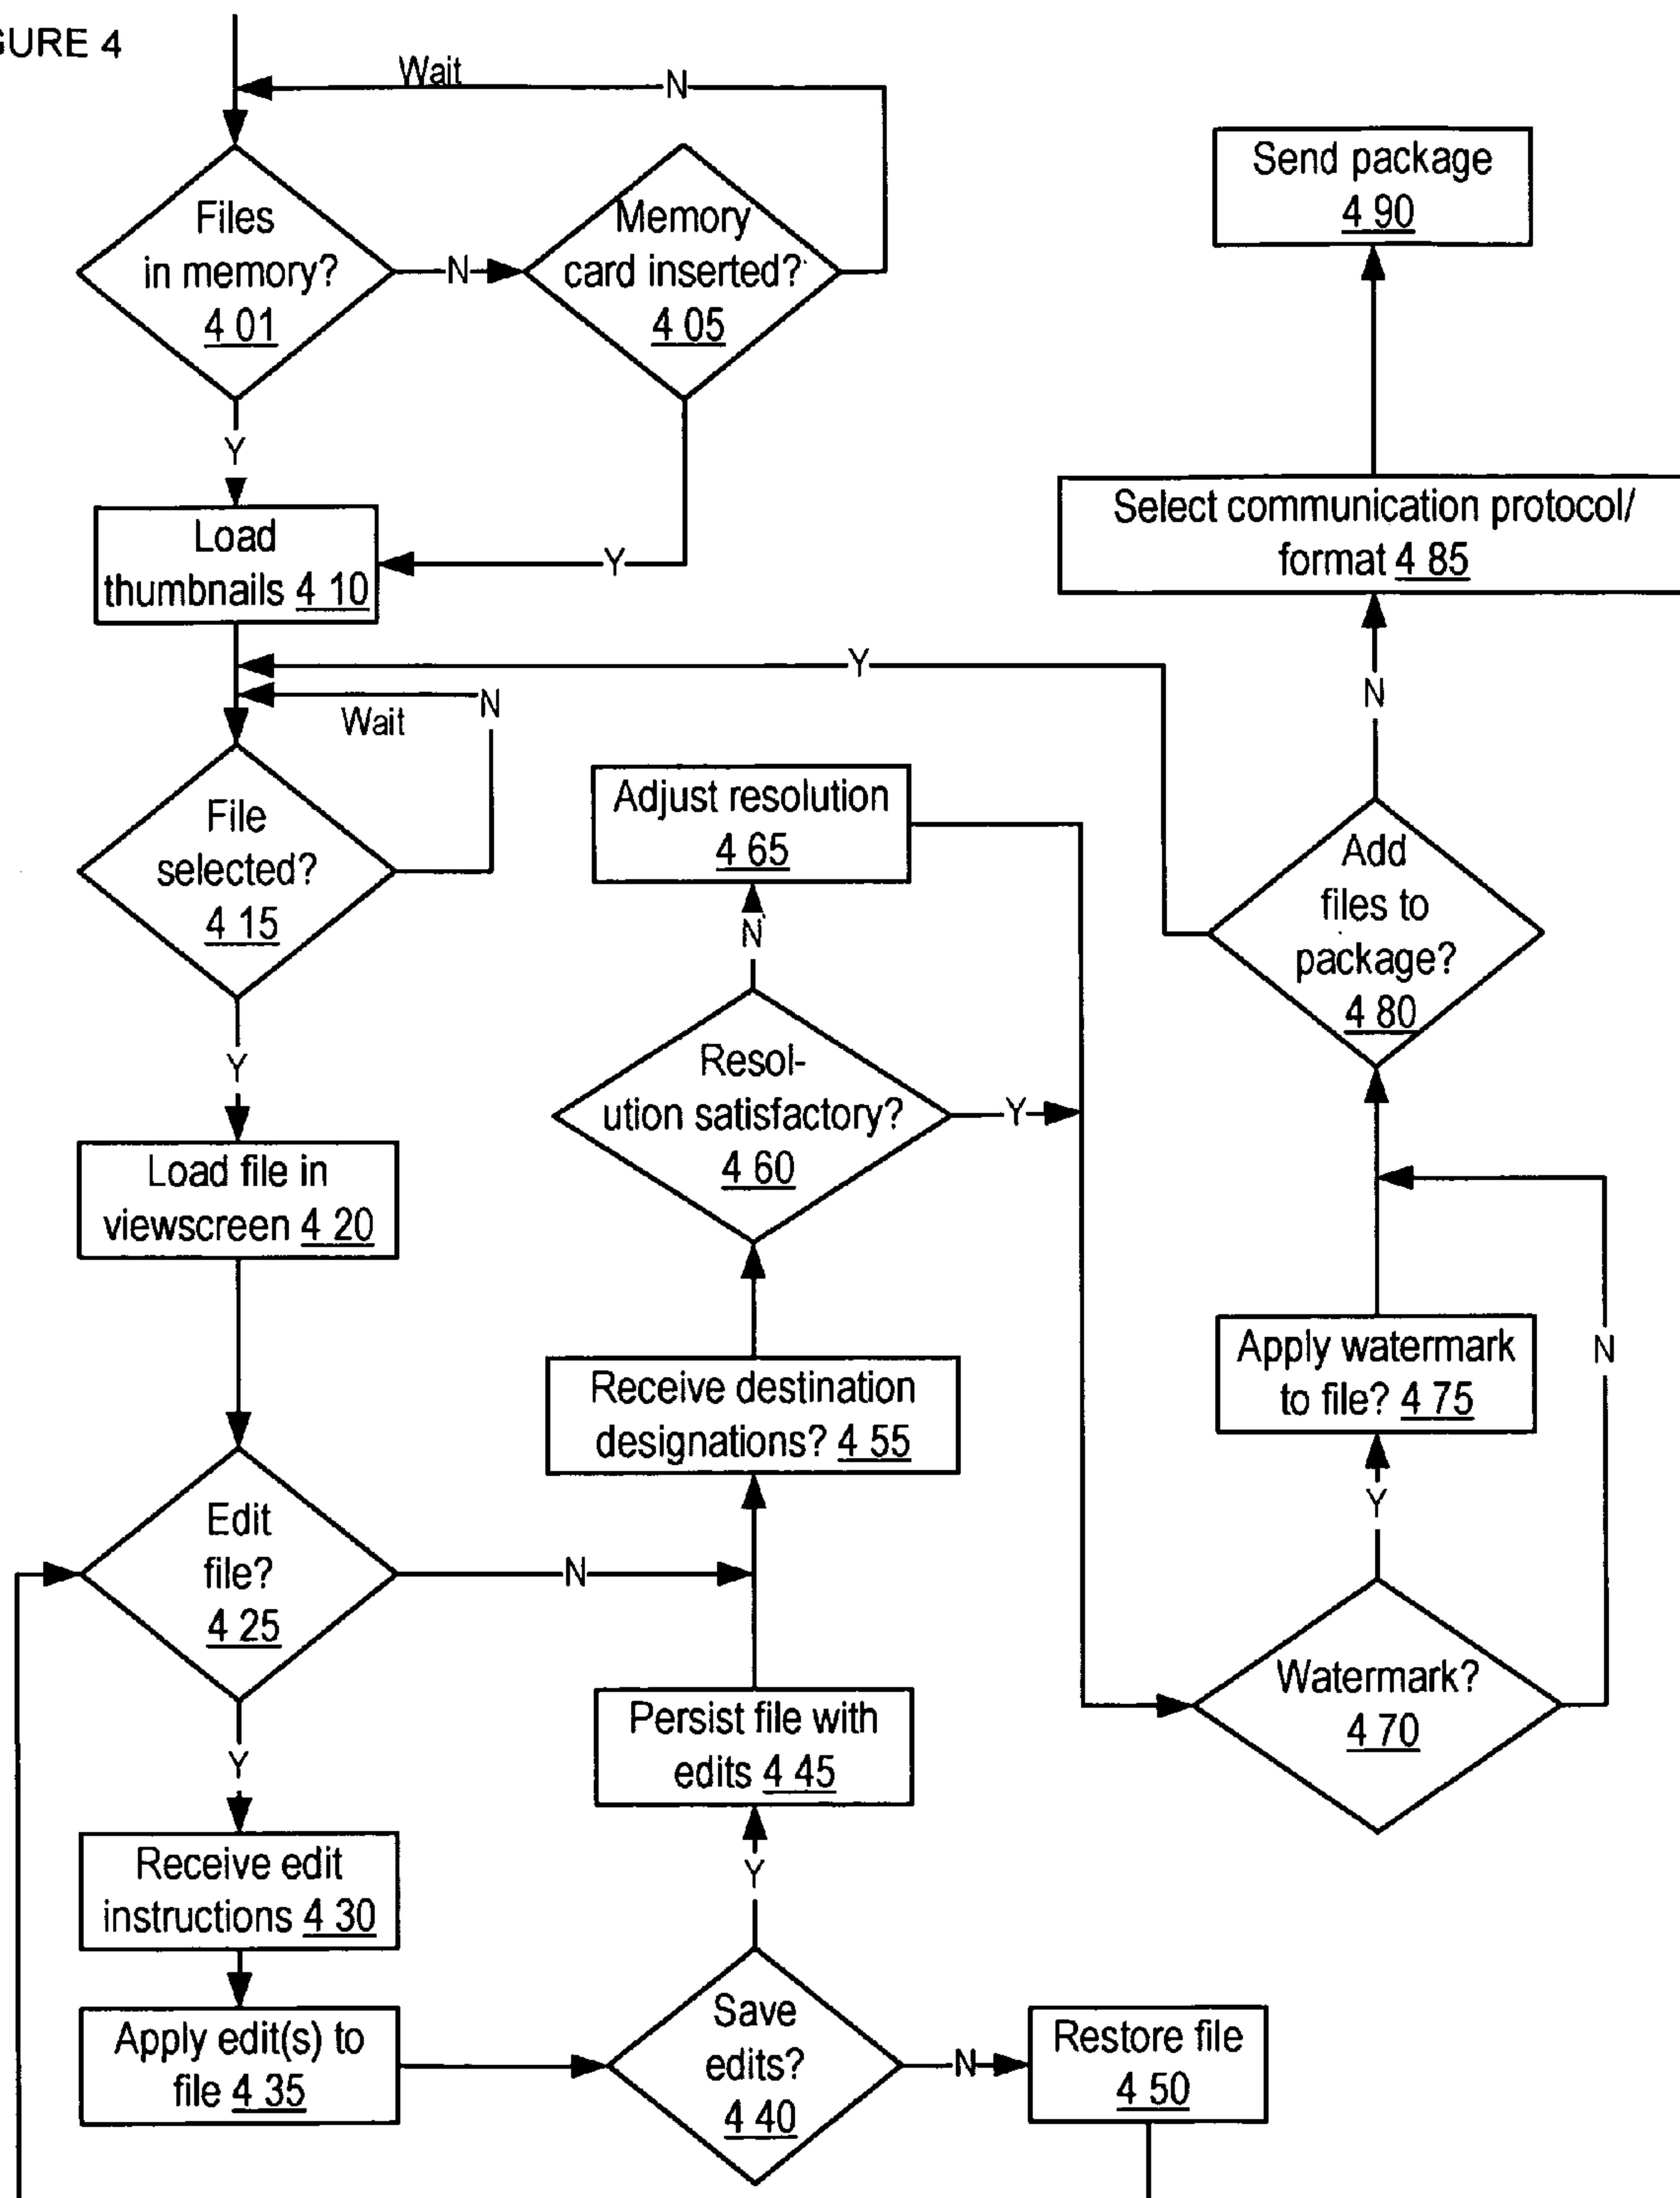 GURE 4
Wait
N
Files
in memory?
4 01
N
Memory
card inserted?
4 05
Y
Y
Load
thumbnails 4 10
Y
N
Wait
File
selected?
4 15
Y
Load file in
viewscreen 4 20
Edit
file?
4 25
N
Y
Receive edit
instructions 4 30
Apply edit(s) to
file 4 35
Save
edits?
4 40
N
Restore file
4 50
Y
Persist file with
edits 4 45
Receive destination
designations? 4 55
Resol-
ution satisfactory?
4 60
Y
N
Adjust resolution
4 65
Watermark?
4 70
Y
N
Apply watermark
to file? 4 75
Add
files to
package?
4 80
N
Select communication protocol/
format 4 85
Send package
4 90